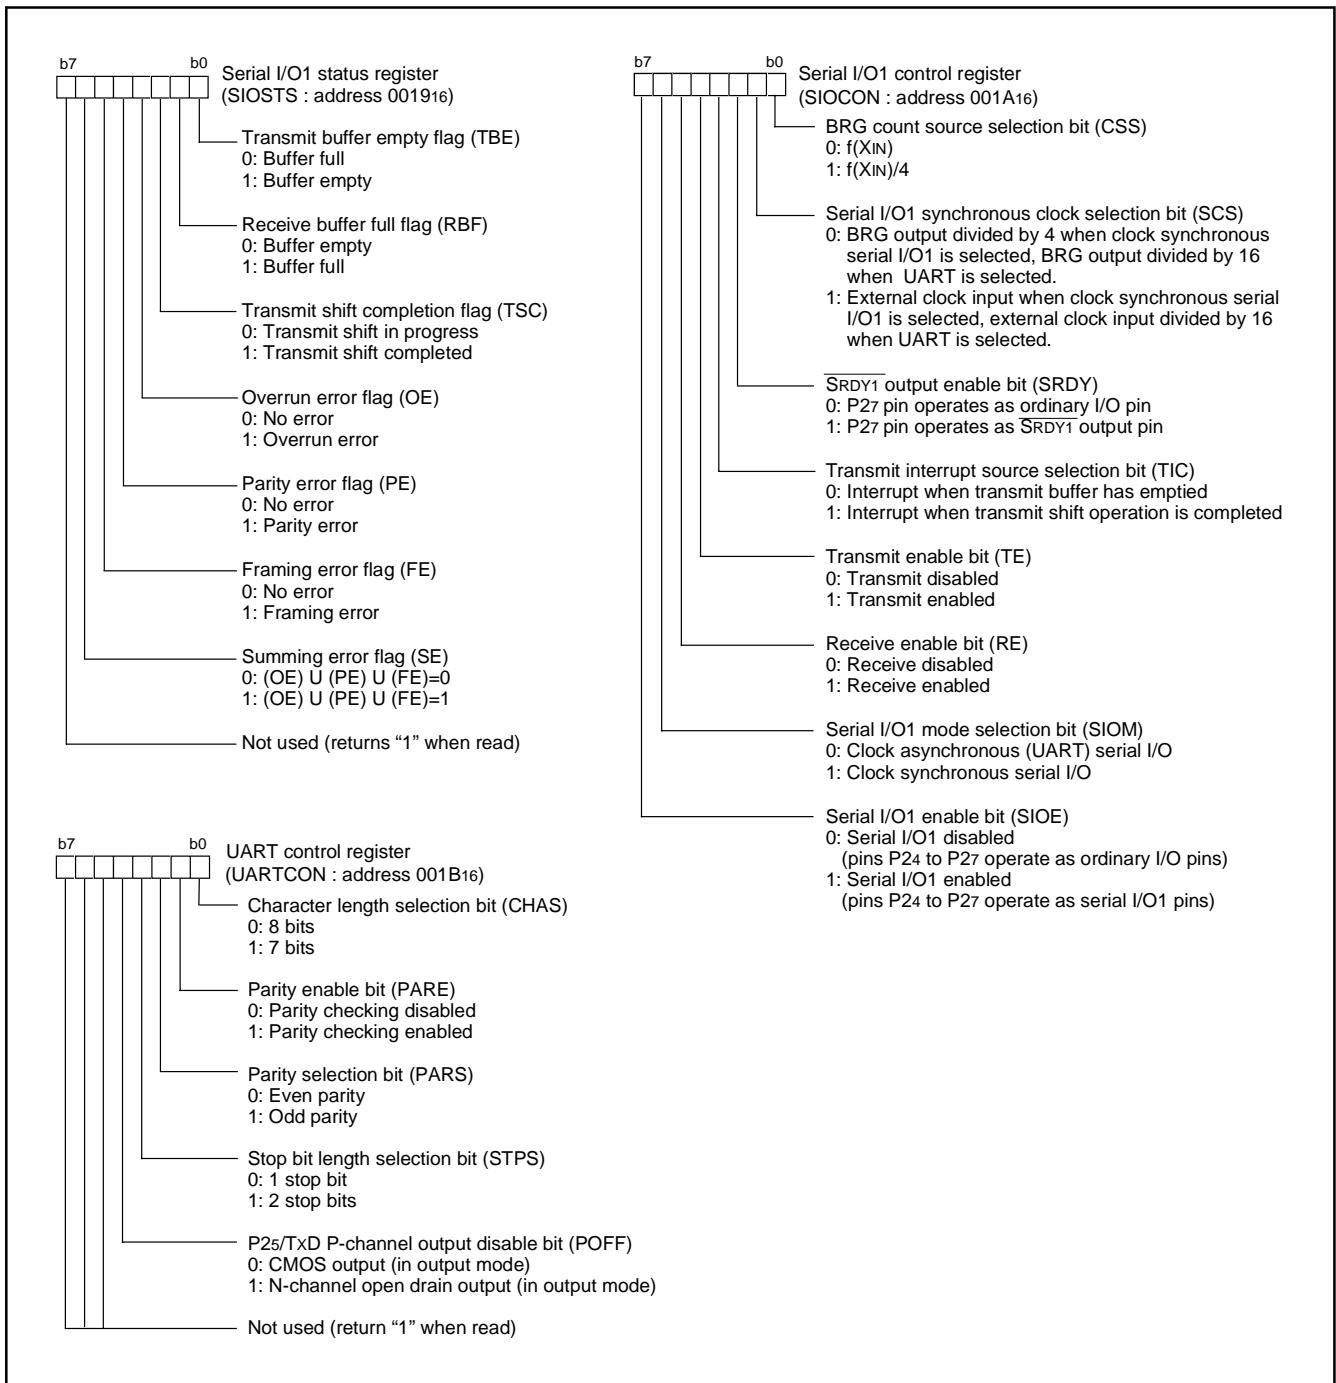 b7 b0
Serial I/O1 status register
(SIOSTS : address 001916)
Transmit buffer empty flag (TBE)
0: Buffer full
1: Buffer empty
Receive buffer full flag (RBF)
0: Buffer empty
1: Buffer full
Transmit shift completion flag (TSC)
0: Transmit shift in progress
1: Transmit shift completed
Overrun error flag (OE)
0: No error
1: Overrun error
Parity error flag (PE)
0: No error
1: Parity error
Framing error flag (FE)
0: No error
1: Framing error
Summing error flag (SE)
0: (OE) U (PE) U (FE)=0
1: (OE) U (PE) U (FE)=1
Not used (returns “1” when read)
b7 b0
UART control register
(UARTCON : address 001B16)
Character length selection bit (CHAS)
0: 8 bits
1: 7 bits
Parity enable bit (PARE)
0: Parity checking disabled
1: Parity checking enabled
Parity selection bit (PARS)
0: Even parity
1: Odd parity
Stop bit length selection bit (STPS)
0: 1 stop bit
1: 2 stop bits
P25/TXD P-channel output disable bit (POFF)
0: CMOS output (in output mode)
1: N-channel open drain output (in output mode)
Not used (return “1” when read)
b7 b0
Serial I/O1 control register
(SIOCON : address 001A16)
BRG count source selection bit (CSS)
0: f(XIN)
1: f(XIN)/4
Serial I/O1 synchronous clock selection bit (SCS)
0: BRG output divided by 4 when clock synchronous
serial I/O1 is selected, BRG output divided by 16
when UART is selected.
1: External clock input when clock synchronous serial
I/O1 is selected, external clock input divided by 16
when UART is selected.
SRDY1 output enable bit (SRDY)
0: P27 pin operates as ordinary I/O pin
1: P27 pin operates as SRDY1 output pin
Transmit interrupt source selection bit (TIC)
0: Interrupt when transmit buffer has emptied
1: Interrupt when transmit shift operation is completed
Transmit enable bit (TE)
0: Transmit disabled
1: Transmit enabled
Receive enable bit (RE)
0: Receive disabled
1: Receive enabled
Serial I/O1 mode selection bit (SIOM)
0: Clock asynchronous (UART) serial I/O
1: Clock synchronous serial I/O
Serial I/O1 enable bit (SIOE)
0: Serial I/O1 disabled
(pins P24 to P27 operate as ordinary I/O pins)
1: Serial I/O1 enabled
(pins P24 to P27 operate as serial I/O1 pins)